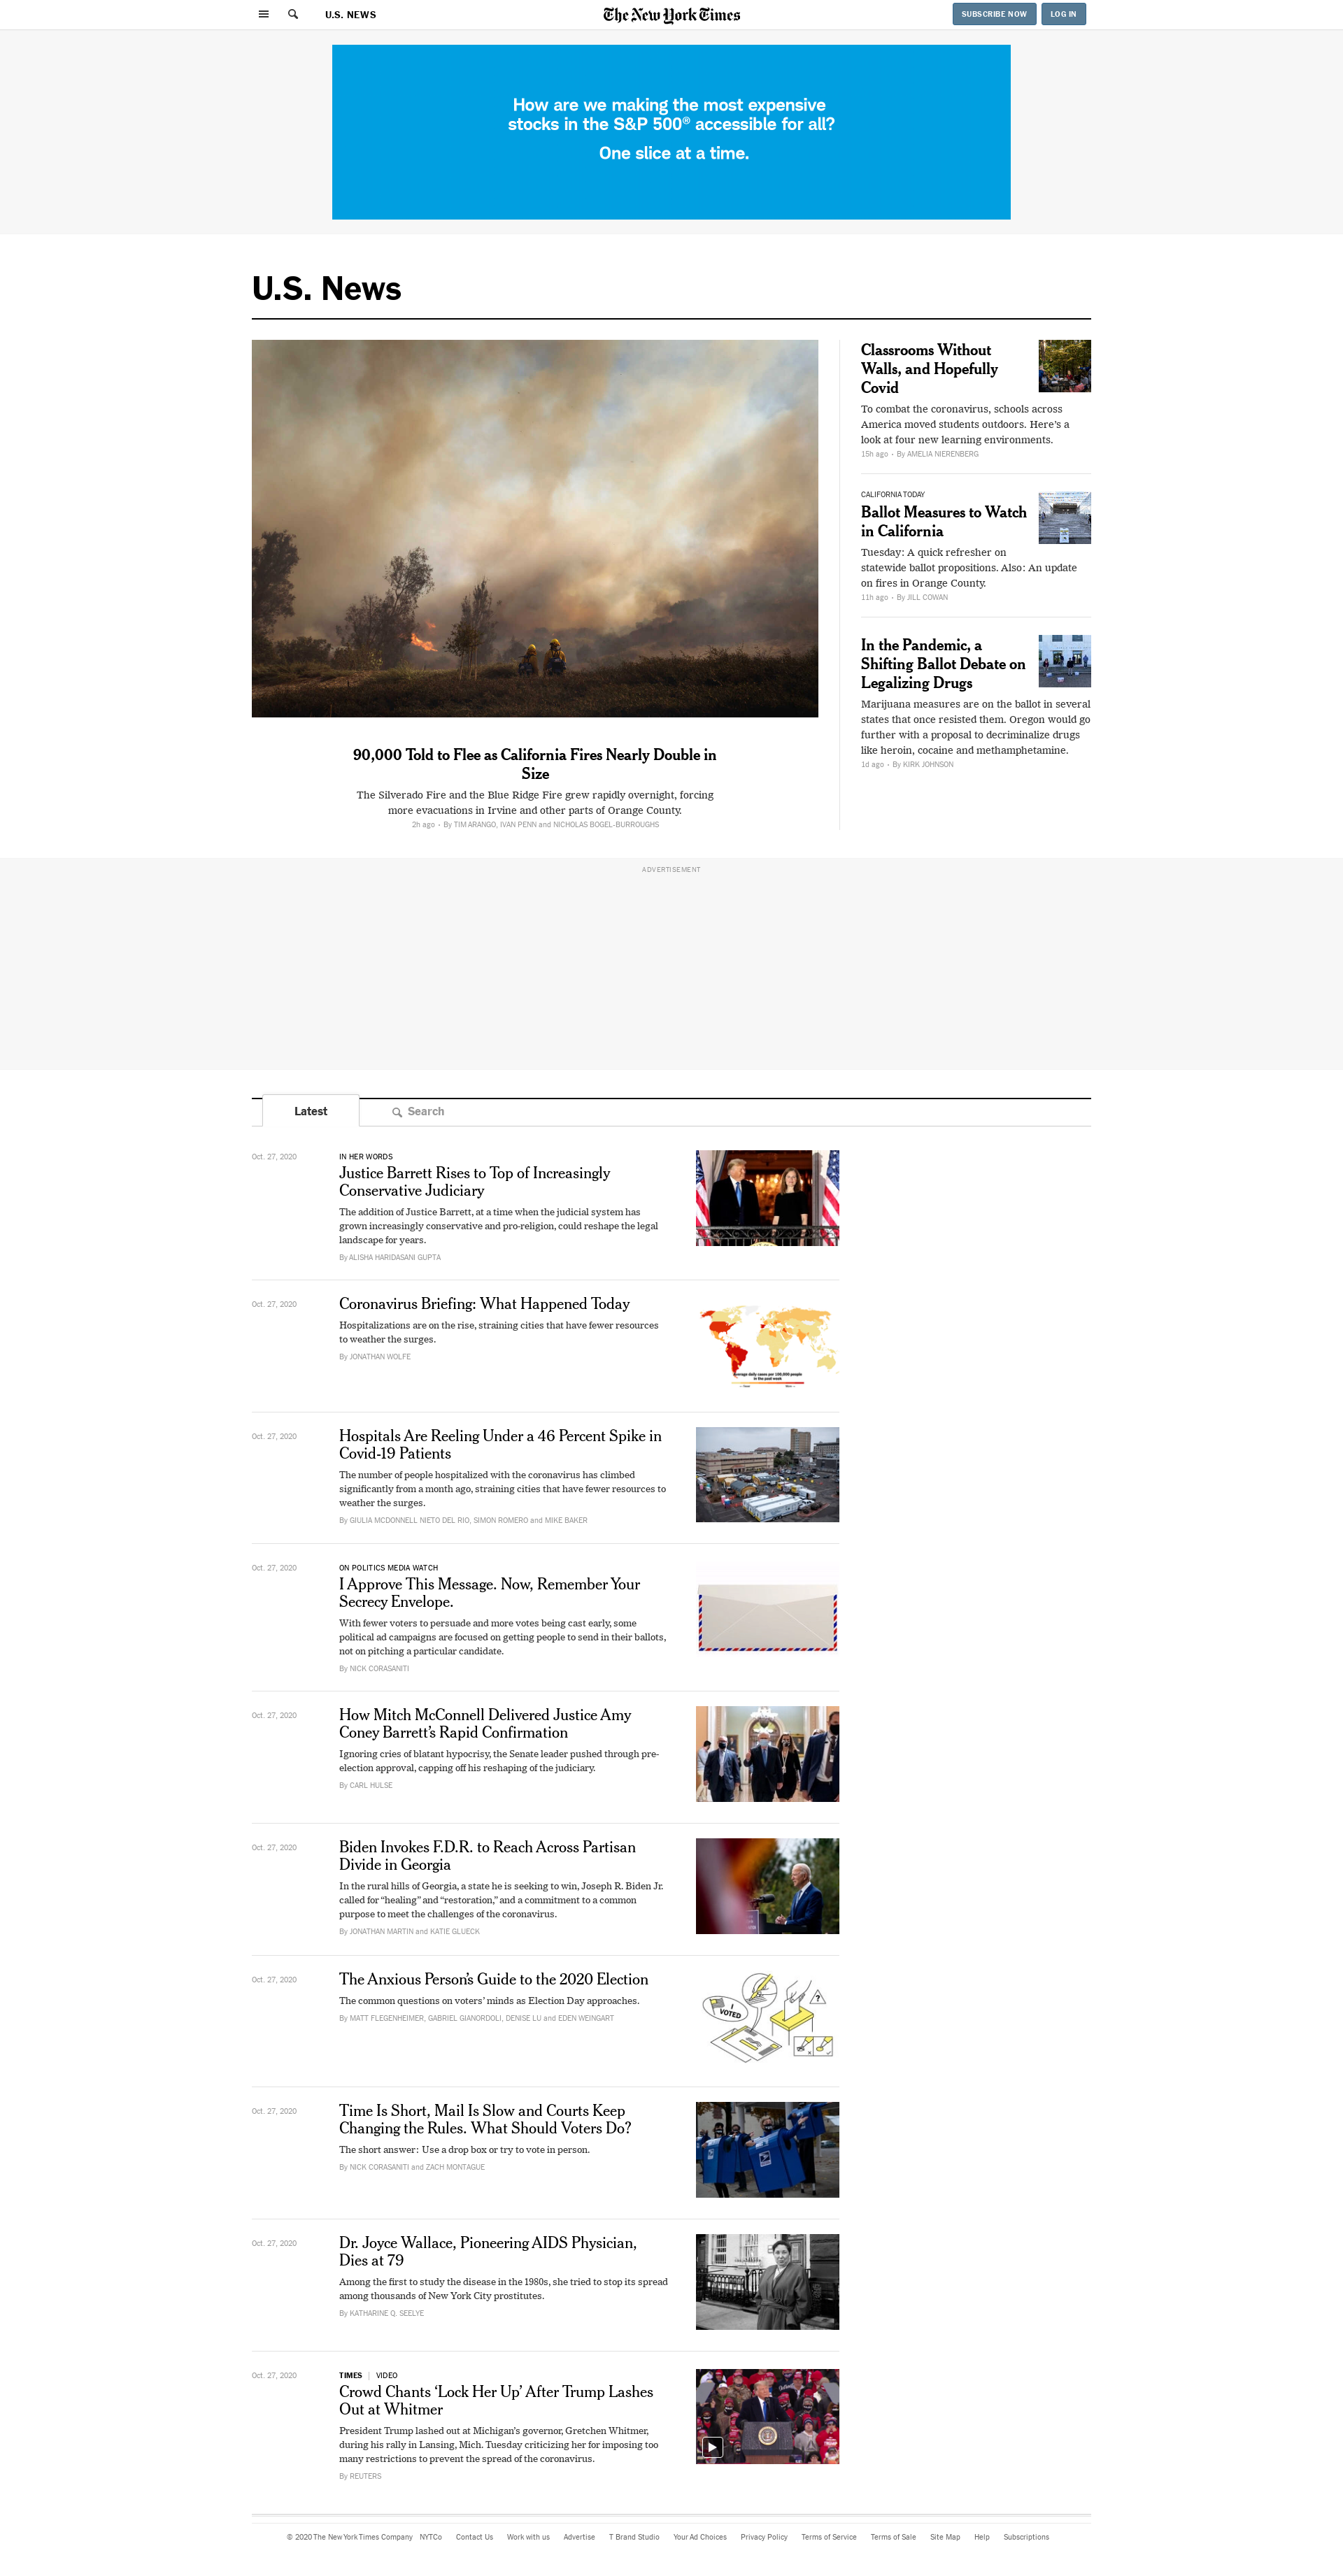 U.S. NEWS
The New York Times
SUBSCRIBE NOW
LOG IN
How are we making the most expensive
stocks in the S&P 500® accessible for all?
One slice at a time.
U.S. News
90,000 Told to Flee as California Fires Nearly Double in
Size
The Silverado Fire and the Blue Ridge Fire grew rapidly overnight, forcing
more evacuations in Irvine and other parts of Orange County.
2h ago • By TIM ARANGO, IVAN PENN and NICHOLAS BOGEL-BURROUGHS
Classrooms Without
Walls, and Hopefully
Covid
To combat the coronavirus, schools across
America moved students outdoors. Here’s a
look at four new learning environments.
15h ago • By AMELIA NIERENBERG
CALIFORNIA TODAY
Ballot Measures to Watch
in California
Tuesday: A quick refresher on
statewide ballot propositions. Also: An update
on fires in Orange County.
11h ago • By JILL COWAN
In the Pandemic, a
Shifting Ballot Debate on
Legalizing Drugs
Marijuana measures are on the ballot in several
states that once resisted them. Oregon would go
further with a proposal to decriminalize drugs
like heroin, cocaine and methamphetamine.
1d ago • By KIRK JOHNSON
ADVERTISEMENT
Latest
Search
Oct. 27, 2020
IN HER WORDS
Justice Barrett Rises to Top of Increasingly
Conservative Judiciary
The addition of Justice Barrett, at a time when the judicial system has
grown increasingly conservative and pro-religion, could reshape the legal
landscape for years.
By ALISHA HARIDASANI GUPTA
Oct. 27, 2020
Coronavirus Briefing: What Happened Today
Hospitalizations are on the rise, straining cities that have fewer resources
to weather the surges.
By JONATHAN WOLFE
Average daily cases per 100,000 people
in the past week
Oct. 27, 2020
Hospitals Are Reeling Under a 46 Percent Spike in
Covid-19 Patients
The number of people hospitalized with the coronavirus has climbed
significantly from a month ago, straining cities that have fewer resources to
weather the surges.
By GIULIA MCDONNELL NIETO DEL RIO, SIMON ROMERO and MIKE BAKER
Oct. 27, 2020
ON POLITICS MEDIA WATCH
I Approve This Message. Now, Remember Your
Secrecy Envelope.
With fewer voters to persuade and more votes being cast early, some
political ad campaigns are focused on getting people to send in their ballots,
not on pitching a particular candidate.
By NICK CORASANITI
Oct. 27, 2020
How Mitch McConnell Delivered Justice Amy
Coney Barrett’s Rapid Confirmation
Ignoring cries of blatant hypocrisy, the Senate leader pushed through pre-
election approval, capping off his reshaping of the judiciary.
By CARL HULSE
Oct. 27, 2020
Biden Invokes F.D.R. to Reach Across Partisan
Divide in Georgia
In the rural hills of Georgia, a state he is seeking to win, Joseph R. Biden Jr.
called for “healing” and “restoration,” and a commitment to a common
purpose to meet the challenges of the coronavirus.
By JONATHAN MARTIN and KATIE GLUECK
Oct. 27, 2020
The Anxious Person’s Guide to the 2020 Election
The common questions on voters’ minds as Election Day approaches.
By MATT FLEGENHEIMER, GABRIEL GIANORDOLI, DENISE LU and EDEN WEINGART
I
VOTED
?
Oct. 27, 2020
Time Is Short, Mail Is Slow and Courts Keep
Changing the Rules. What Should Voters Do?
The short answer: Use a drop box or try to vote in person.
By NICK CORASANITI and ZACH MONTAGUE
Oct. 27, 2020
Dr. Joyce Wallace, Pioneering AIDS Physician,
Dies at 79
Among the first to study the disease in the 1980s, she tried to stop its spread
among thousands of New York City prostitutes.
By KATHARINE Q. SEELYE
Oct. 27, 2020
TIMES | VIDEO
Crowd Chants ‘Lock Her Up’ After Trump Lashes
Out at Whitmer
President Trump lashed out at Michigan’s governor, Gretchen Whitmer,
during his rally in Lansing, Mich. Tuesday criticizing her for imposing too
many restrictions to prevent the spread of the coronavirus.
By REUTERS
© 2020 The New York Times Company NYTCo Contact Us Work with us Advertise T Brand Studio Your Ad Choices Privacy Policy Terms of Service Terms of Sale Site Map Help Subscriptions